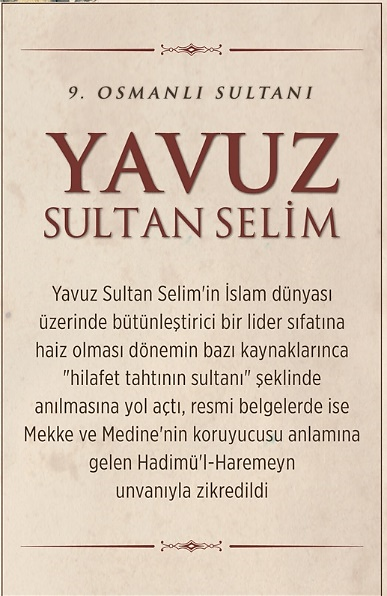 9. OSMANLI SULTANI
YAVUZ
SULTAN SELİM
Yavuz Sultan Selim'in İslam dünyası
üzerinde bütünleştirici bir lider sıfatına
haiz olması dönemin bazı kaynaklarınca
"hilafet tahtının sultanı" şeklinde
anılmasına yol açtı, resmi belgelerde ise
Mekke ve Medine'nin koruyucusu anlamına
gelen Hadimü'l-Haremeyn
unvanıyla zikredildi